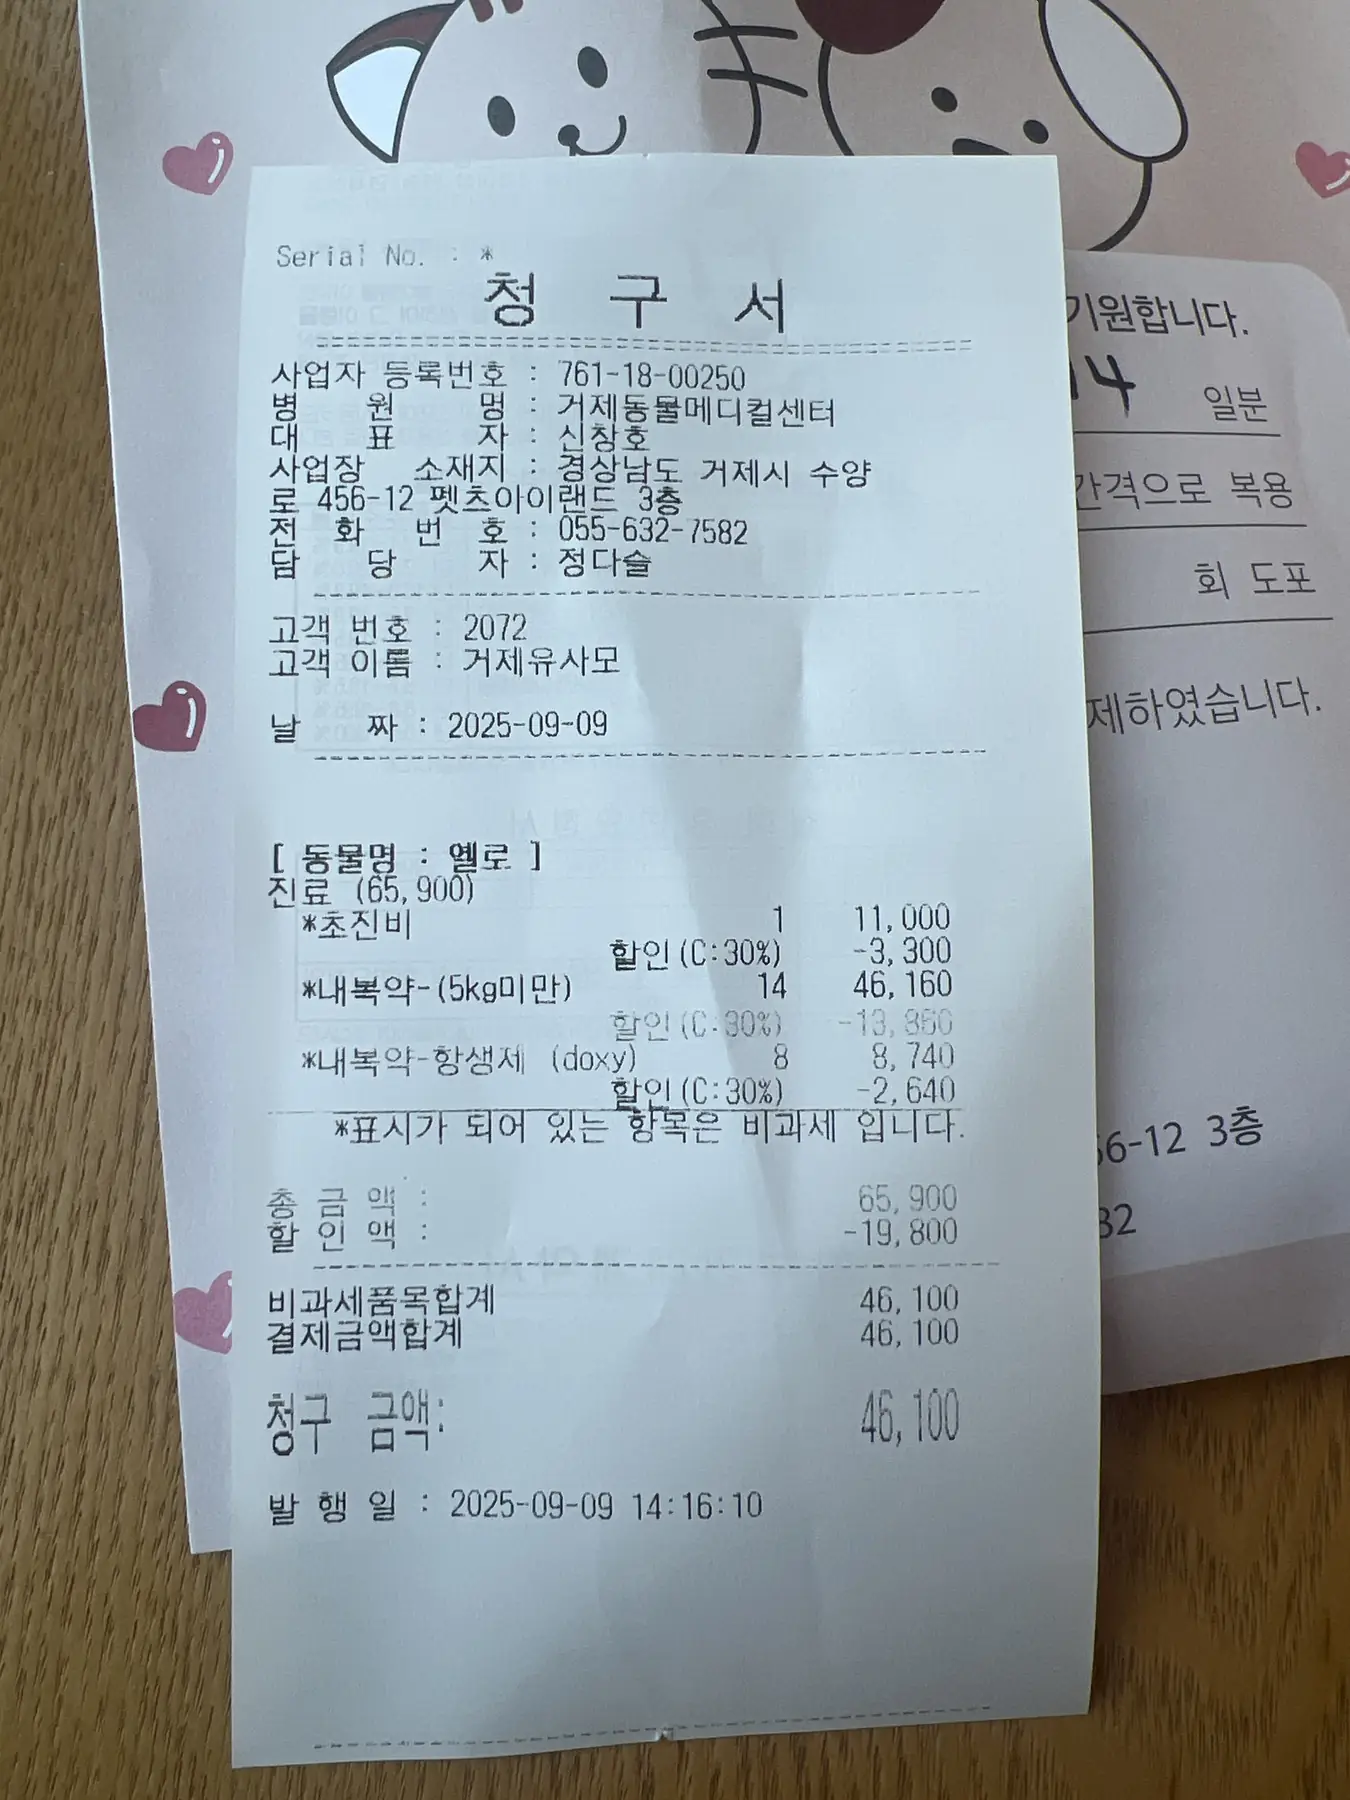 Serial No. : *
청 구 서
사업자 등록번호 : 761-18-00250
병 원 명 : 거제동물메디컬센터
대 표 자 : 신창호
사업장 소재지 : 경상남도 거제시 수양
로 456-12 펫츠아이랜드 3층
전 화 번 호 : 055-632-7582
담 당 자 : 정다슬
고객 번호 : 2072
고객 이름 : 거제유사모
날 짜 : 2025-09-09
[ 동물명 : 옐로 ]
진료 (65,900)
*초진비 1 11,000
할인(C:30%) -3,300
*내복약-(5kg미만) 14 46,160
할인(C:30%) -13,860
*내복약-항생제 (doxy) 8 8,740
할인(C:30%) -2,640
*표시가 되어 있는 항목은 비과세 입니다.
총 금 액 : 65,900
할 인 액 : -19,800
비과세품목합계 46,100
결제금액합계 46,100
청구 금액: 46,100
발 행 일 : 2025-09-09 14:16:10
기원합니다.
14 일분
간격으로 복용
회 도포
제하였습니다.
56-12 3층
82